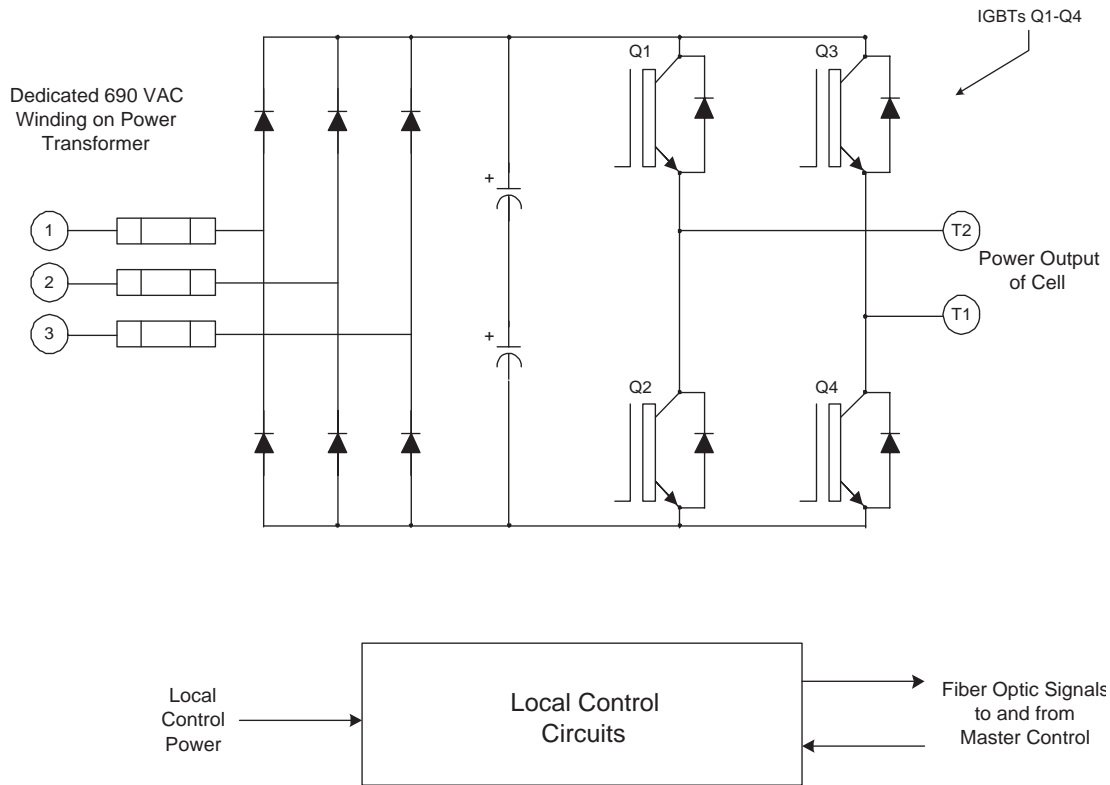 IGBTs Q1-Q4
Q1
Q3
Dedicated 690 VAC
Winding on Power
Transformer
+
1
T2
2
Power Output
of Cell
3
T1
+
Q2
Q4
Local
Control
Power
Local Control
Circuits
Fiber Optic Signals
to and from
Master Control